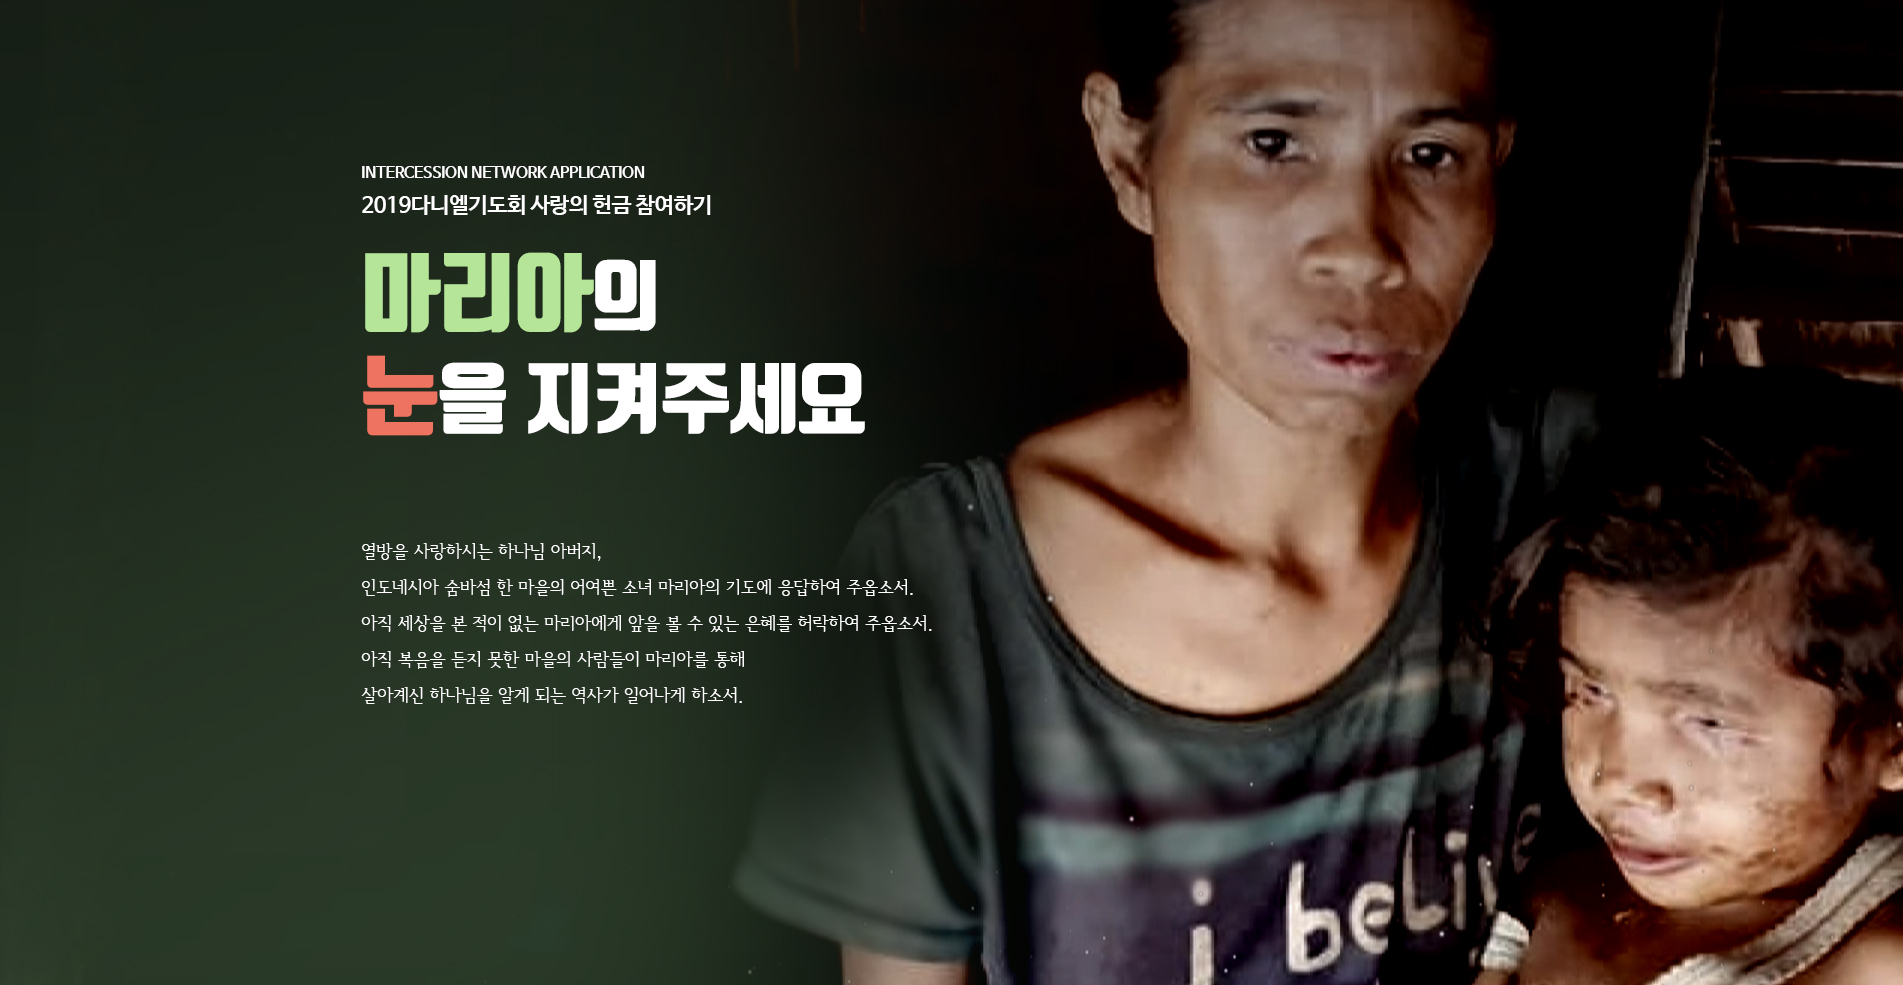 INTERCESSION NETWORK APPLICATION
2019다니엘기도회 사랑의 헌금 참여하기
마리아의
눈을 지켜주세요
열방을 사랑하시는 하나님 아버지,
인도네시아 숨바섬 한 마을의 어여쁜 소녀 마리아의 기도에 응답하여 주옵소서.
아직 세상을 본 적이 없는 마리아에게 앞을 볼 수 있는 은혜를 허락하여 주옵소서.
아직 복음을 듣지 못한 마을의 사람들이 마리아를 통해
살아계신 하나님을 알게 되는 역사가 일어나게 하소서.
i belive